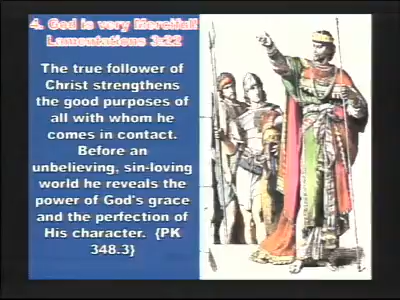 4. God is very Merciful!
Lamentations 3:22
The true follower of
Christ strengthens
the good purposes of
all with whom he
comes in contact.
Before an
unbelieving, sin-loving
world he reveals the
power of God's grace
and the perfection of
His character. {PK
348.3}